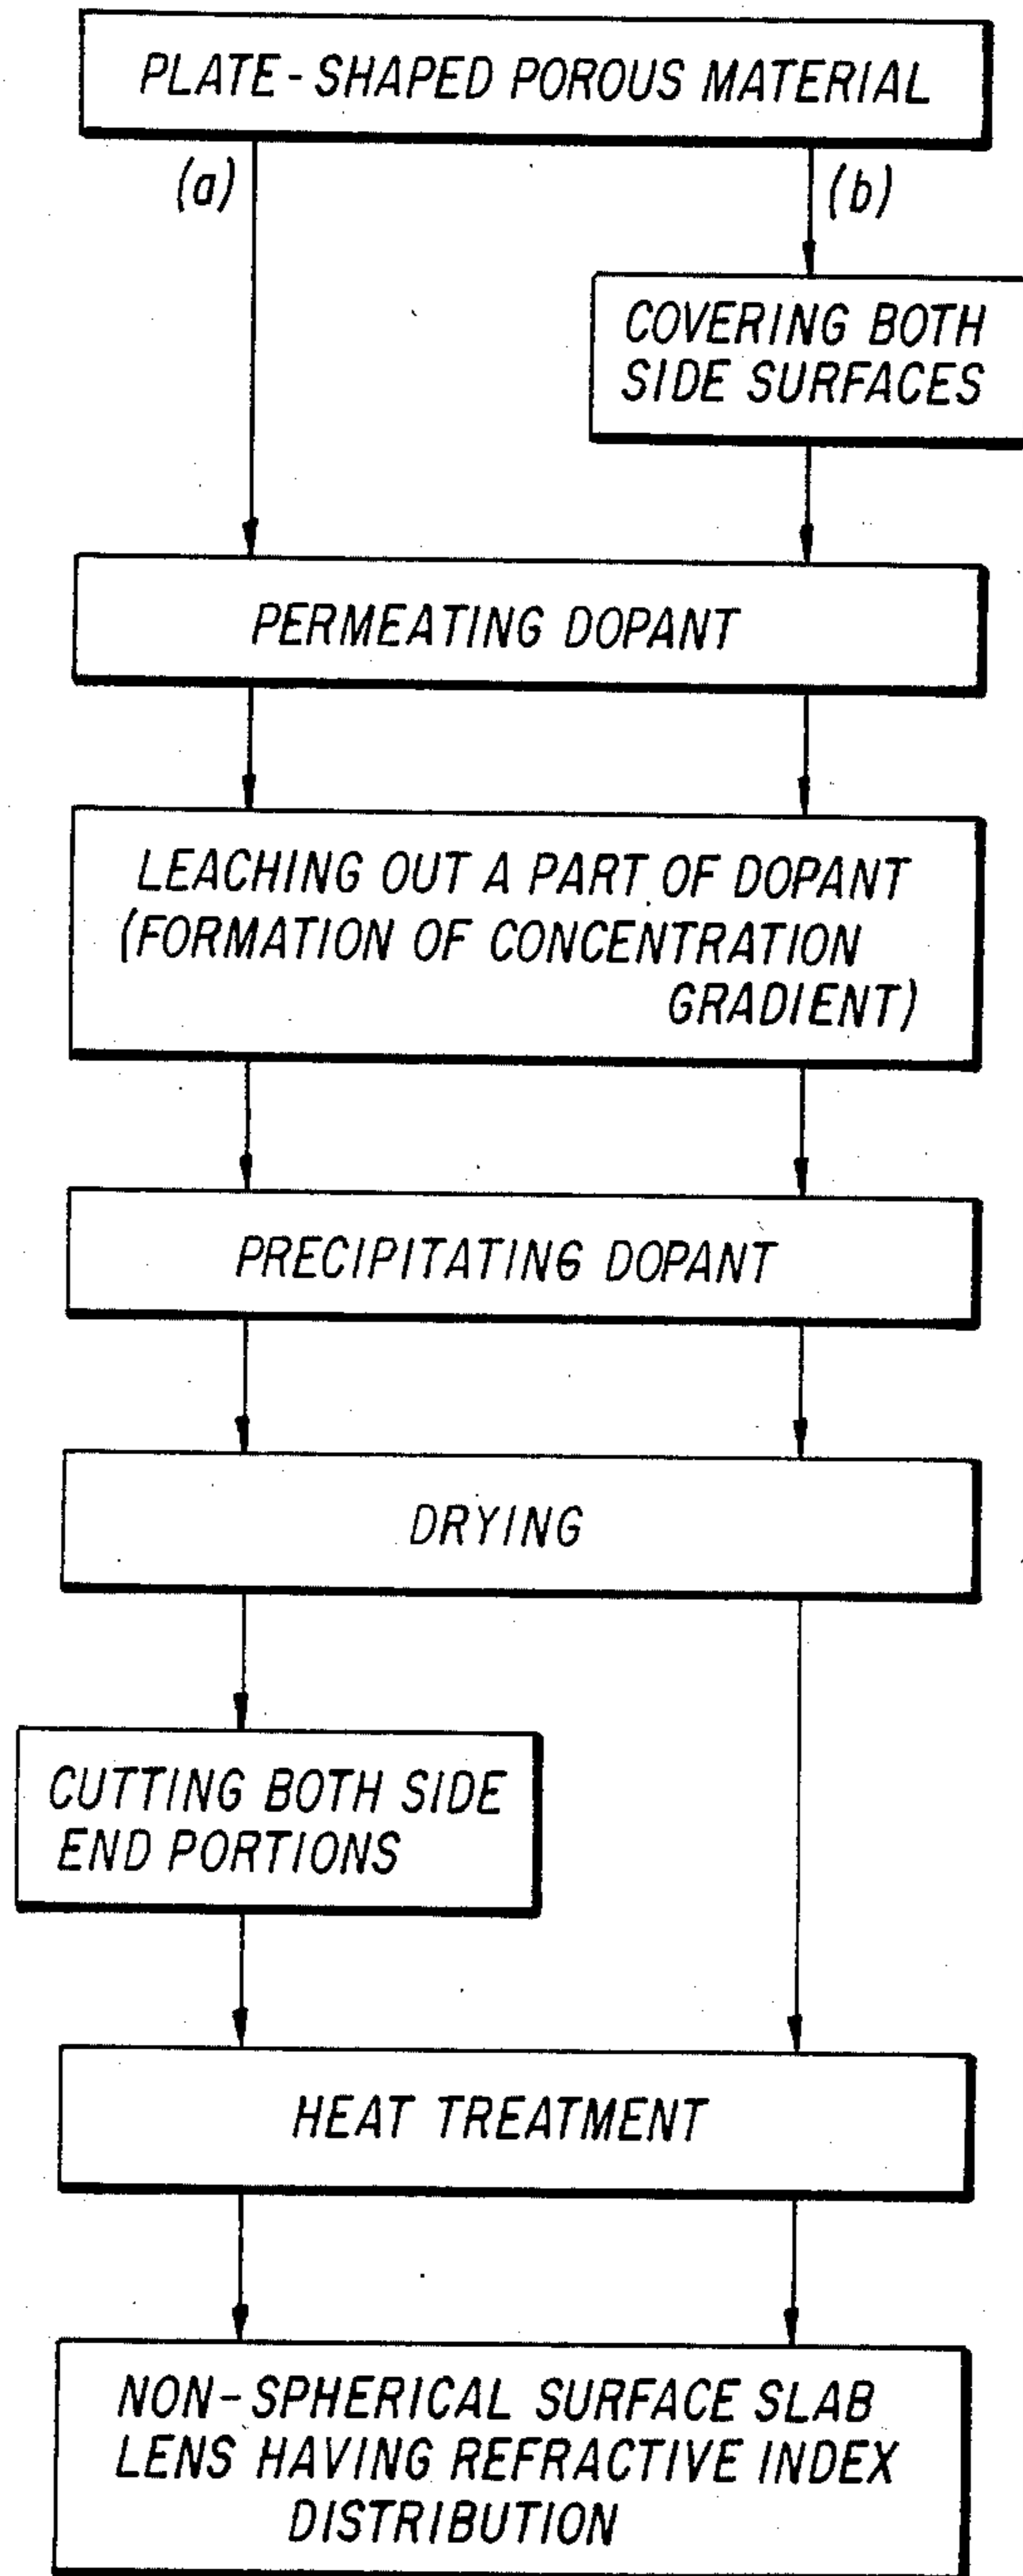 PLATE-SHAPED POROUS MATERIAL
(a)
(b)
COVERING BOTH
SIDE SURFACES
PERMEATING DOPANT
LEACHING OUT A PART OF DOPANT
(FORMATION OF CONCENTRATION
GRADIENT)
PRECIPITATING DOPANT
DRYING
CUTTING BOTH SIDE
END PORTIONS
HEAT TREATMENT
NON-SPHERICAL SURFACE SLAB
LENS HAVING REFRACTIVE INDEX
DISTRIBUTION